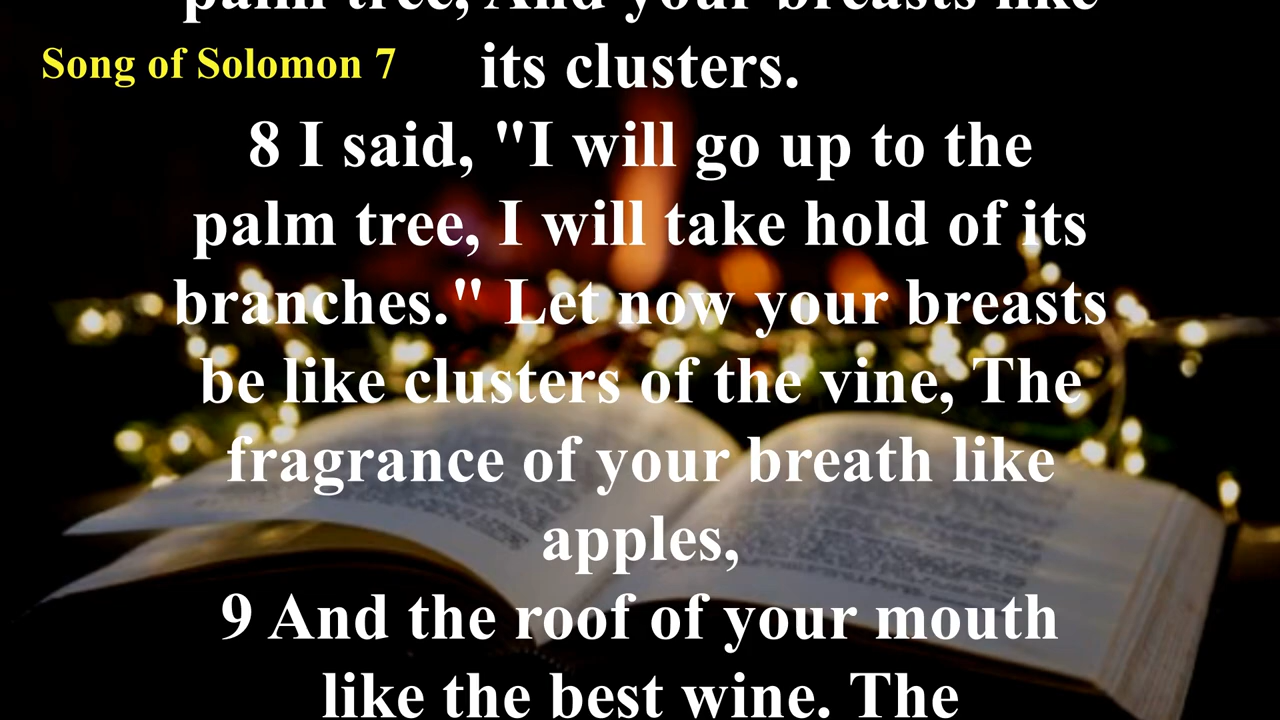 palm tree, And your breasts like
Song of Solomon 7
its clusters.
8 I said, "I will go up to the
palm tree, I will take hold of its
branches." Let now your breasts
be like clusters of the vine, The
fragrance of your breath like
apples,
9 And the roof of your mouth
like the best wine. The